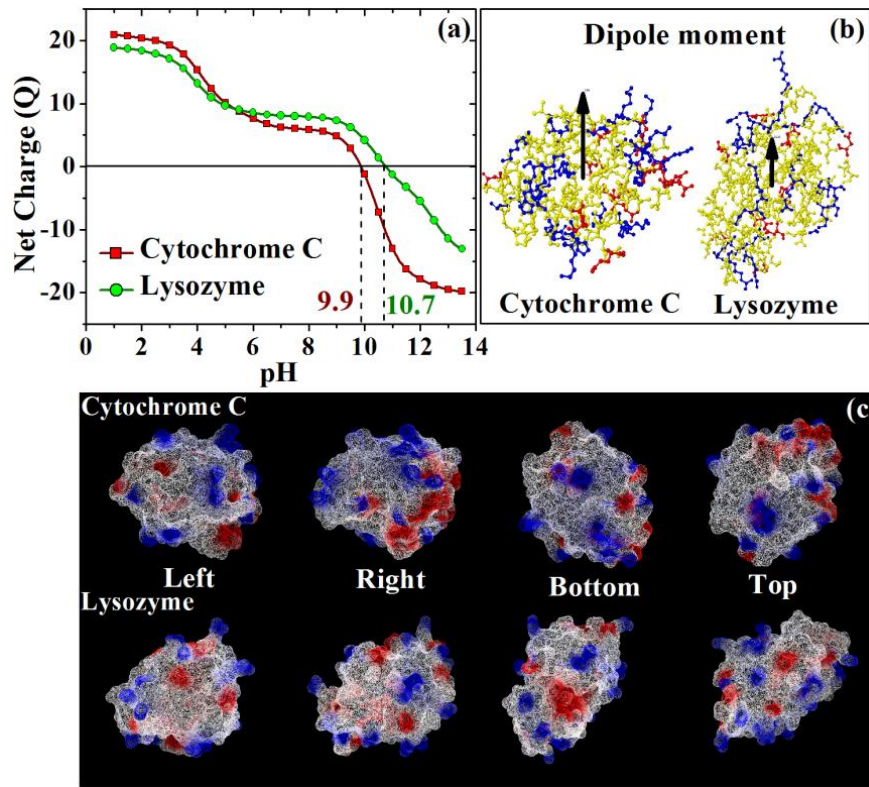 (a)
20
10
0
-10
-20
Net Charge (Q)
Cytochrome C
Lysozyme
9.9
10.7
0 2 4 6 8 10 12 14
pH
(b)
Dipole moment
Cytochrome C
Lysozyme
Cytochrome C
(c)
Left
Right
Bottom
Top
Lysozyme